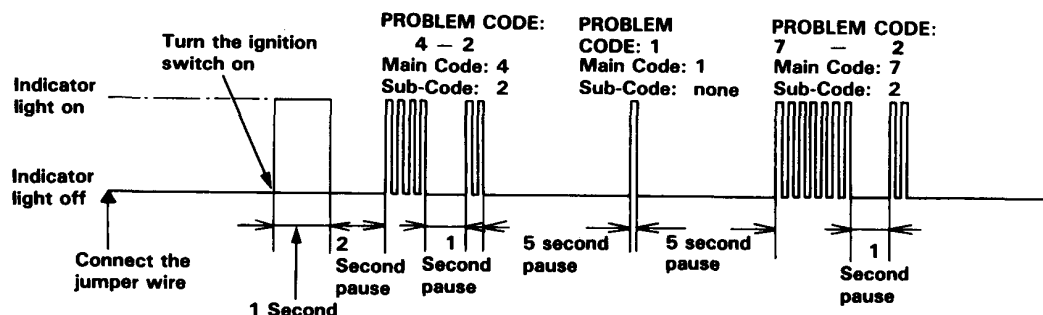 PROBLEM CODE:
4 – 2
Main Code: 4
Sub-Code: 2
PROBLEM
CODE: 1
Main Code: 1
Sub-Code: none
PROBLEM CODE:
7 – 2
Main Code: 7
Sub-Code: 2
Turn the ignition
switch on
Indicator
light on
Indicator
light off
Connect the
jumper wire
1 Second
2
Second
pause
1
Second
pause
5 second
pause
5 second
pause
1
Second
pause